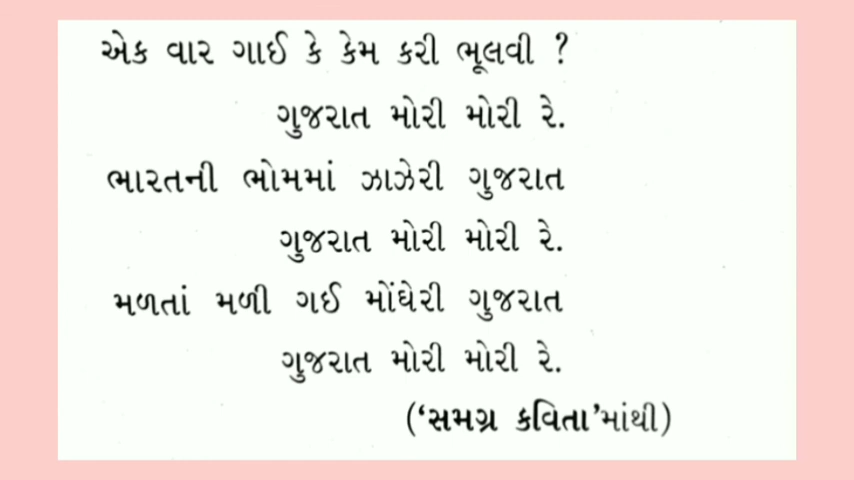 એક વાર ગાઈ કે કેમ કરી ભૂલવી ?
ગુજરાત મોરી મોરી રે.
ભારતની ભોમમાં ઝાઝેરી ગુજરાત
ગુજરાત મોરી મોરી રે.
મળતાં મળી ગઈ મોંઘેરી ગુજરાત
ગુજરાત મોરી મોરી રે.
(‘સમગ્ર કવિતા’માંથી)